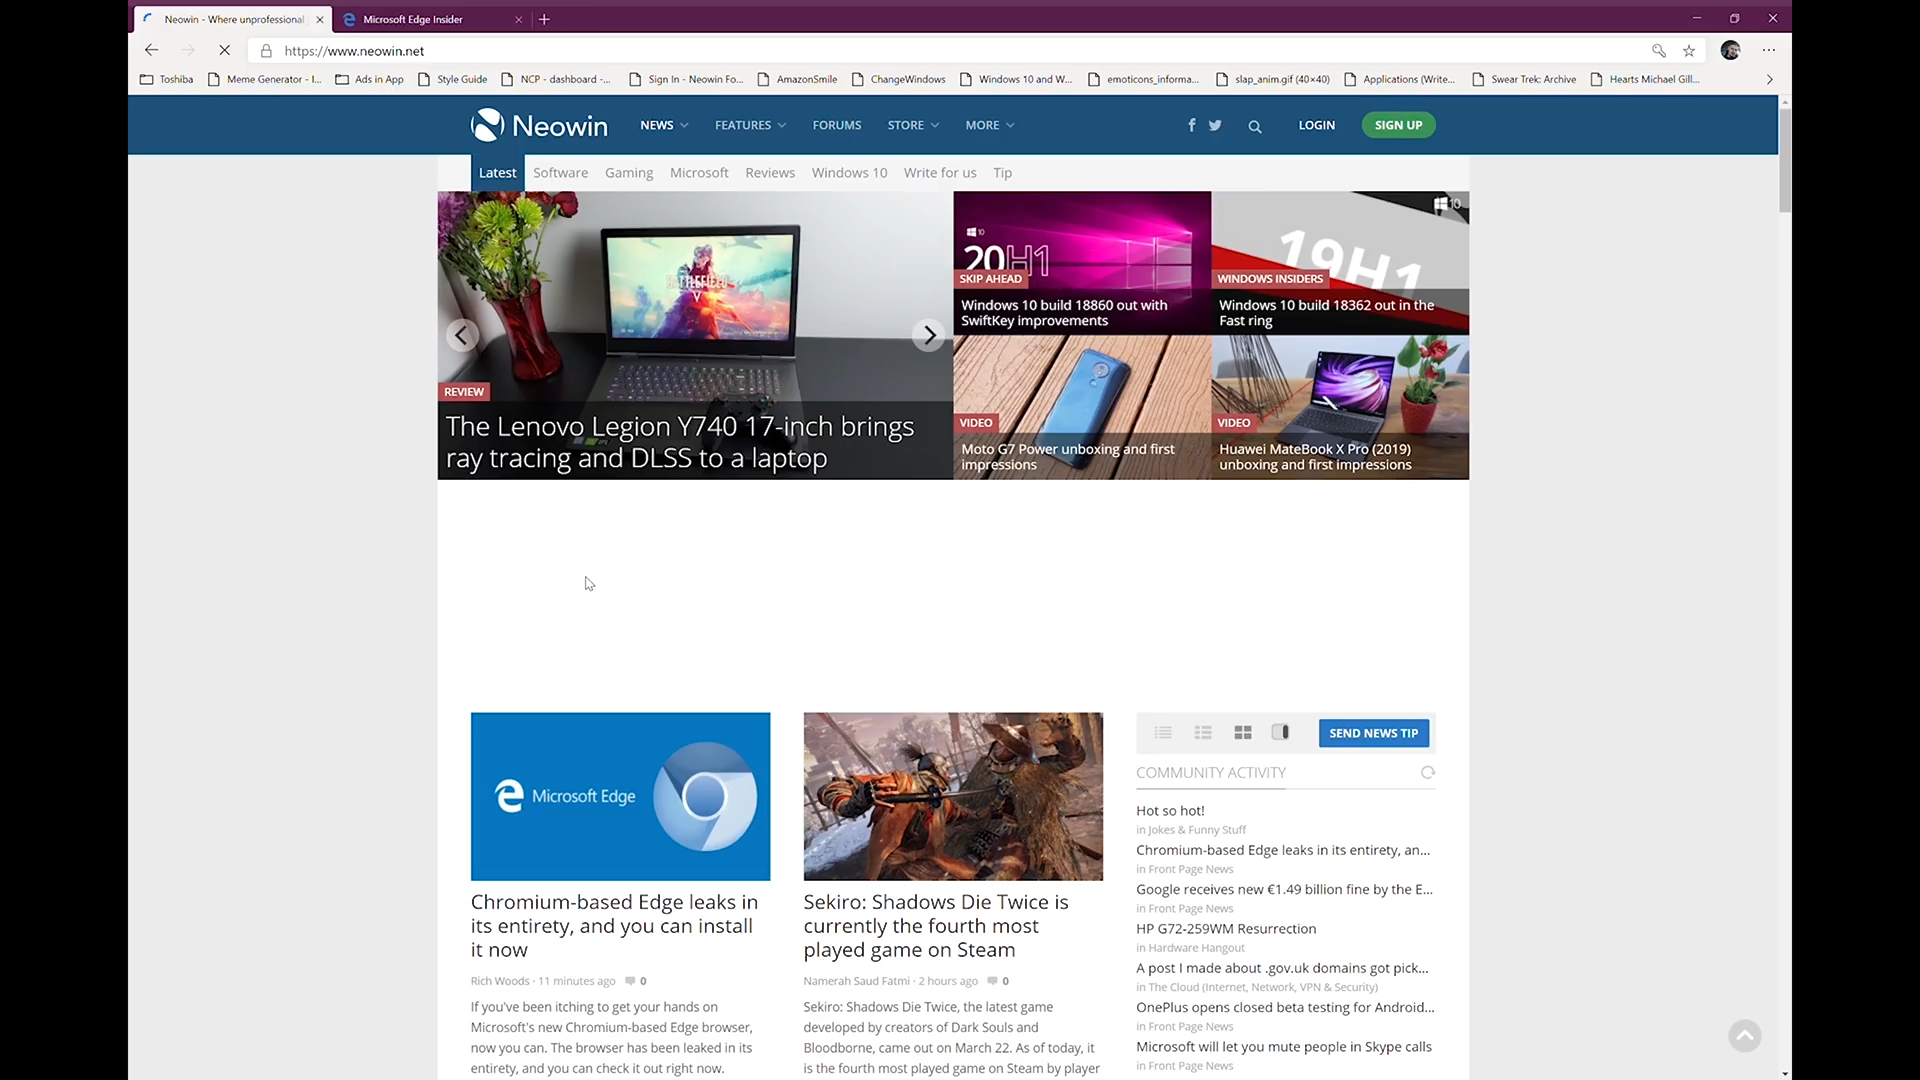 Neowin - Where unprofessional
Microsoft Edge Insider
https://www.neowin.net
Toshiba
Meme Generator - I...
Ads in App
Style Guide
NCP - dashboard -...
Sign In - Neowin Fo...
AmazonSmile
ChangeWindows
Windows 10 and W...
emoticons_informa...
slap_anim.gif (40×40)
Applications (Write...
Swear Trek: Archive
Hearts Michael Gill...
Neowin
NEWS
FEATURES
FORUMS
STORE
MORE
LOGIN
SIGN UP
Latest
Software
Gaming
Microsoft
Reviews
Windows 10
Write for us
Tip
BATTLEFIELD
V
REVIEW
The Lenovo Legion Y740 17-inch brings
ray tracing and DLSS to a laptop
10
20H1
SKIP AHEAD
Windows 10 build 18860 out with
SwiftKey improvements
10
19H1
WINDOWS INSIDERS
Windows 10 build 18362 out in the
Fast ring
VIDEO
Moto G7 Power unboxing and first
impressions
VIDEO
Huawei MateBook X Pro (2019)
unboxing and first impressions
Microsoft Edge
Chromium-based Edge leaks in
its entirety, and you can install
it now
Rich Woods · 11 minutes ago 0
If you've been itching to get your hands on
Microsoft's new Chromium-based Edge browser,
now you can. The browser has been leaked in its
entirety, and you can check it out right now.
Sekiro: Shadows Die Twice is
currently the fourth most
played game on Steam
Namerah Saud Fatmi · 2 hours ago 0
Sekiro: Shadows Die Twice, the latest game
developed by creators of Dark Souls and
Bloodborne, came out on March 22. As of today, it
is the fourth most played game on Steam by player
SEND NEWS TIP
COMMUNITY ACTIVITY
Hot so hot!
in Jokes & Funny Stuff
Chromium-based Edge leaks in its entirety, an...
in Front Page News
Google receives new €1.49 billion fine by the E...
in Front Page News
HP G72-259WM Resurrection
in Hardware Hangout
A post I made about .gov.uk domains got pick...
in The Cloud (Internet, Network, VPN & Security)
OnePlus opens closed beta testing for Android...
in Front Page News
Microsoft will let you mute people in Skype calls
in Front Page News